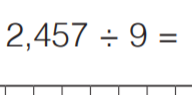 2,457 ÷ 9 =